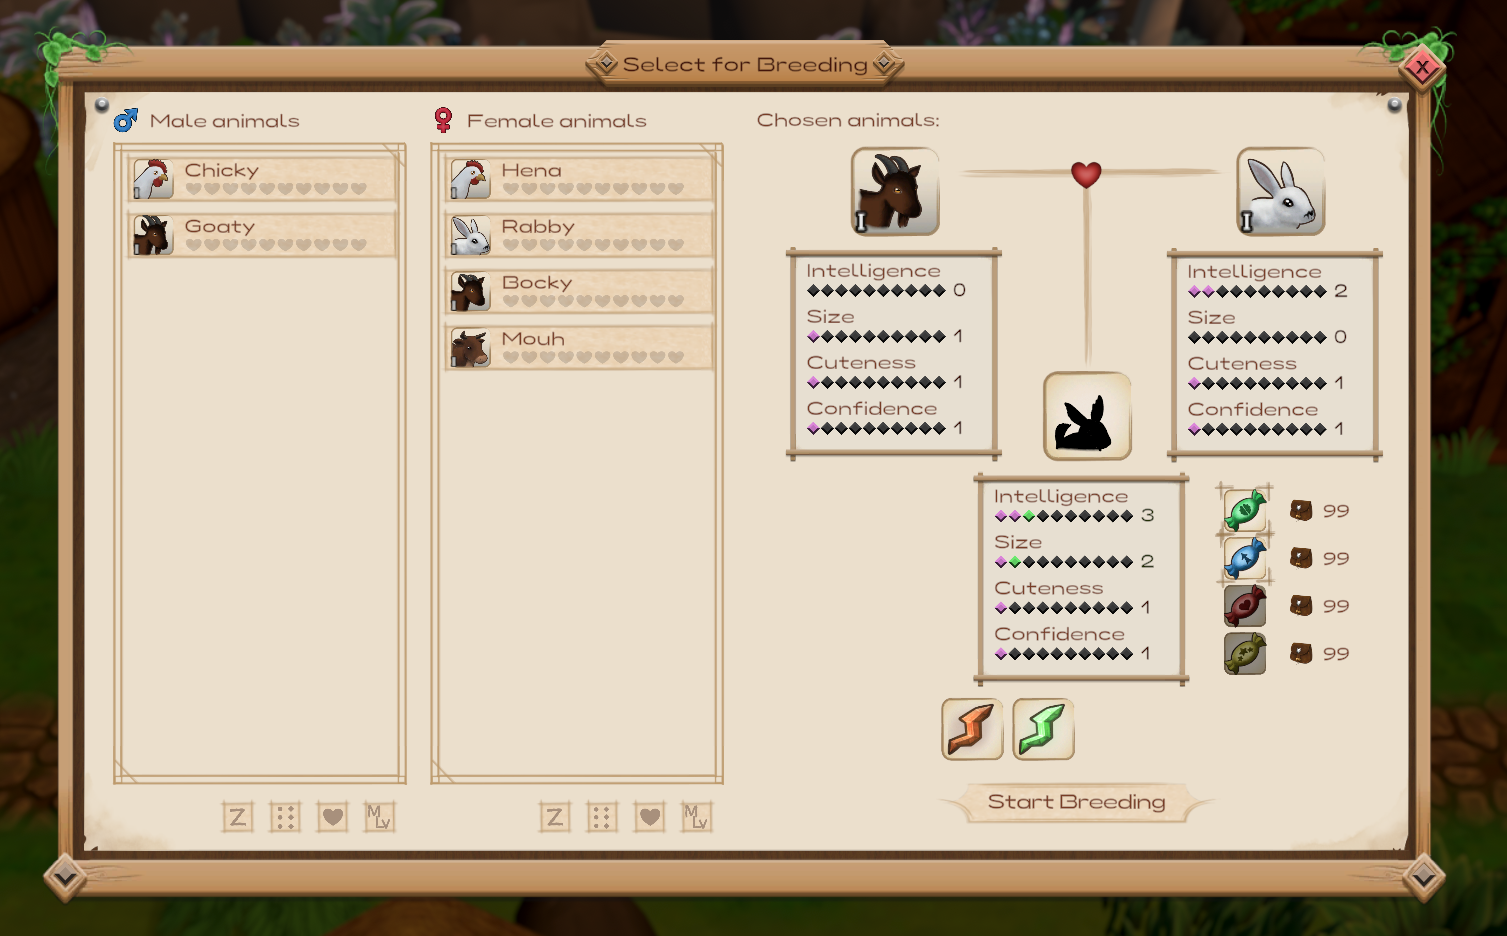 Select for Breeding
X
Male animals
Chicky
Goaty
Female animals
Hena
Rabby
Bocky
Mouh
Z
M Lv
Z
M Lv
Chosen animals:
I
I
Intelligence
0
Size
1
Cuteness
1
Confidence
1
Intelligence
2
Size
0
Cuteness
1
Confidence
1
Intelligence
3
Size
2
Cuteness
1
Confidence
1
99
99
99
99
Start Breeding